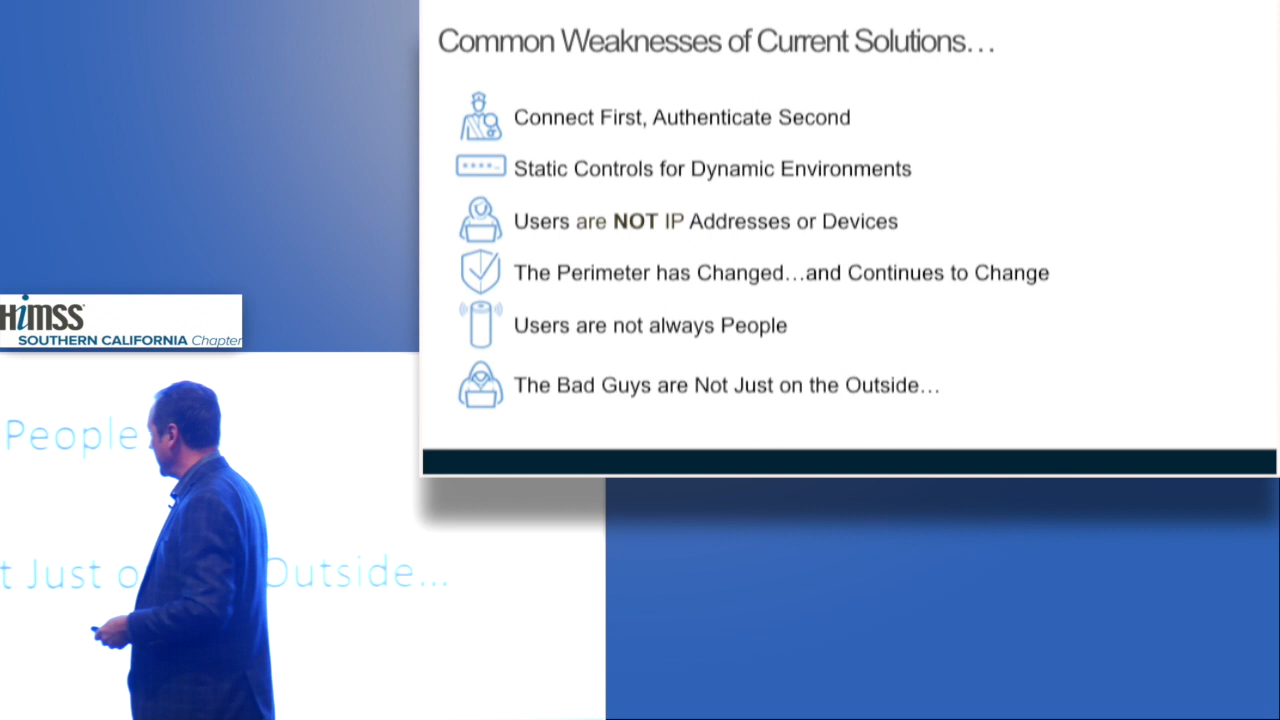 Common Weaknesses of Current Solutions…
Connect First, Authenticate Second
Static Controls for Dynamic Environments
Users are NOT IP Addresses or Devices
The Perimeter has Changed…and Continues to Change
Users are not always People
The Bad Guys are Not Just on the Outside…
HiMSS
SOUTHERN CALIFORNIA Chapter
People
t Just o Outside...